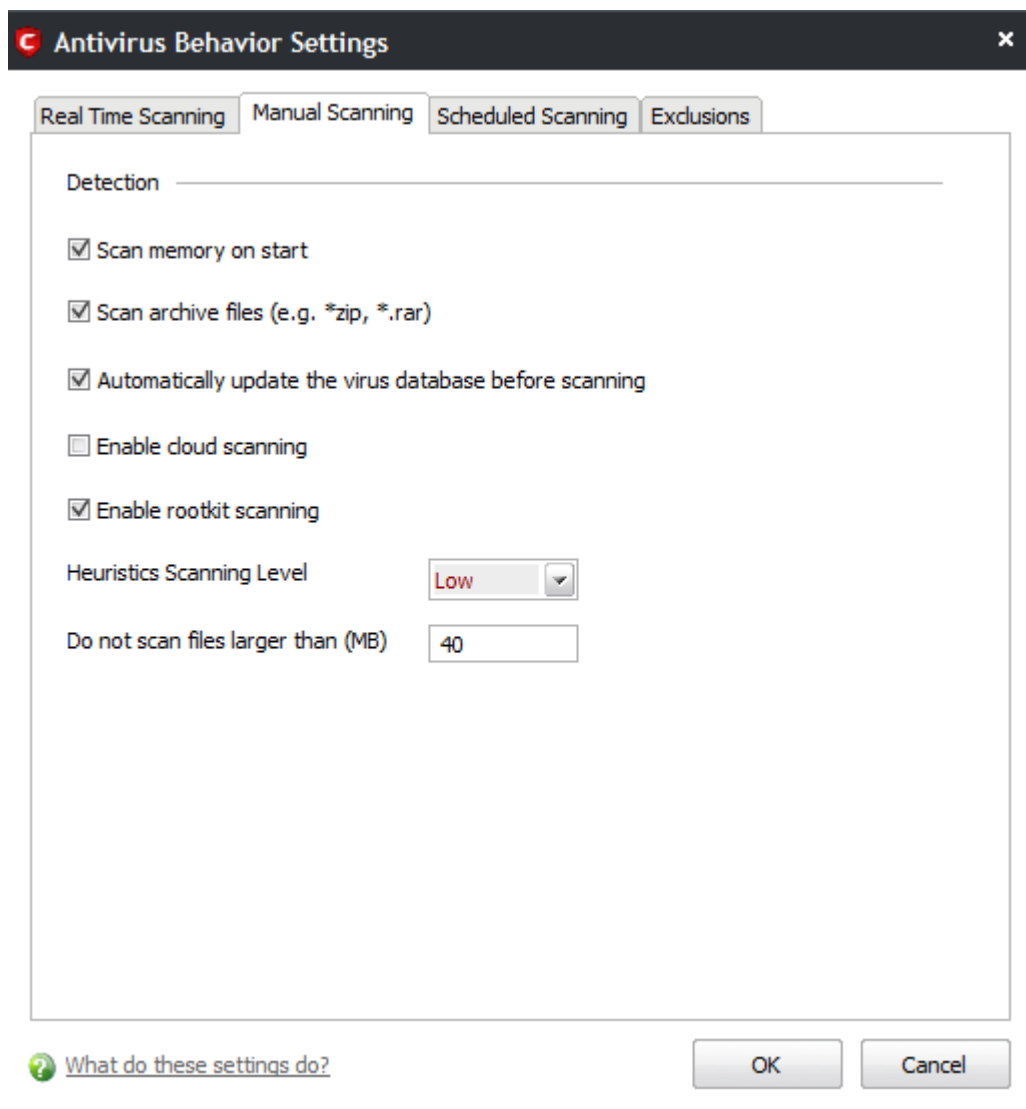 Antivirus Behavior Settings
Real Time Scanning
Manual Scanning
Scheduled Scanning
Exclusions
Detection
Scan memory on start
Scan archive files (e.g. *zip, *.rar)
Automatically update the virus database before scanning
Enable cloud scanning
Enable rootkit scanning
Heuristics Scanning Level
Low
Do not scan files larger than (MB)
40
What do these settings do?
OK
Cancel